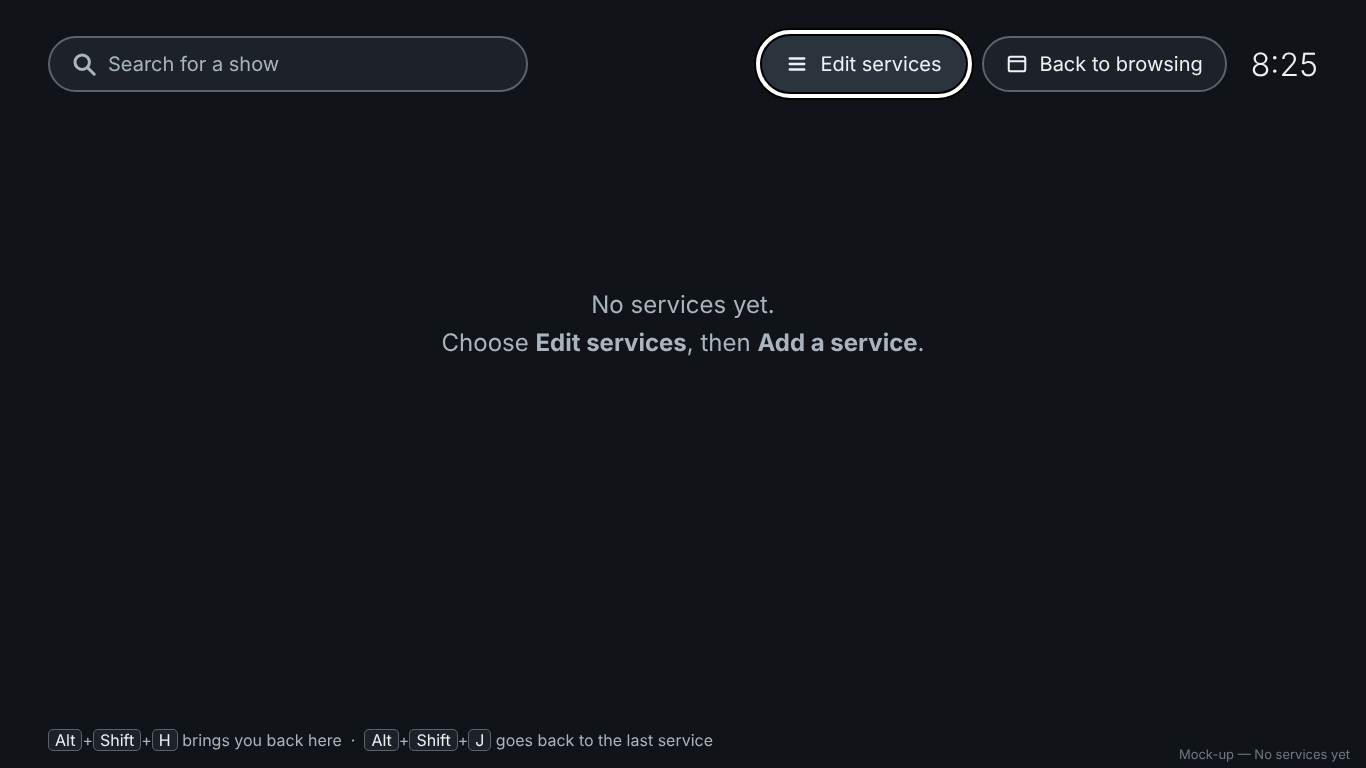 Search for a show
Edit services
Back to browsing
8:25
No services yet.
Choose Edit services, then Add a service.
Alt+Shift+H brings you back here · Alt+Shift+J goes back to the last service
Mock-up — No services yet